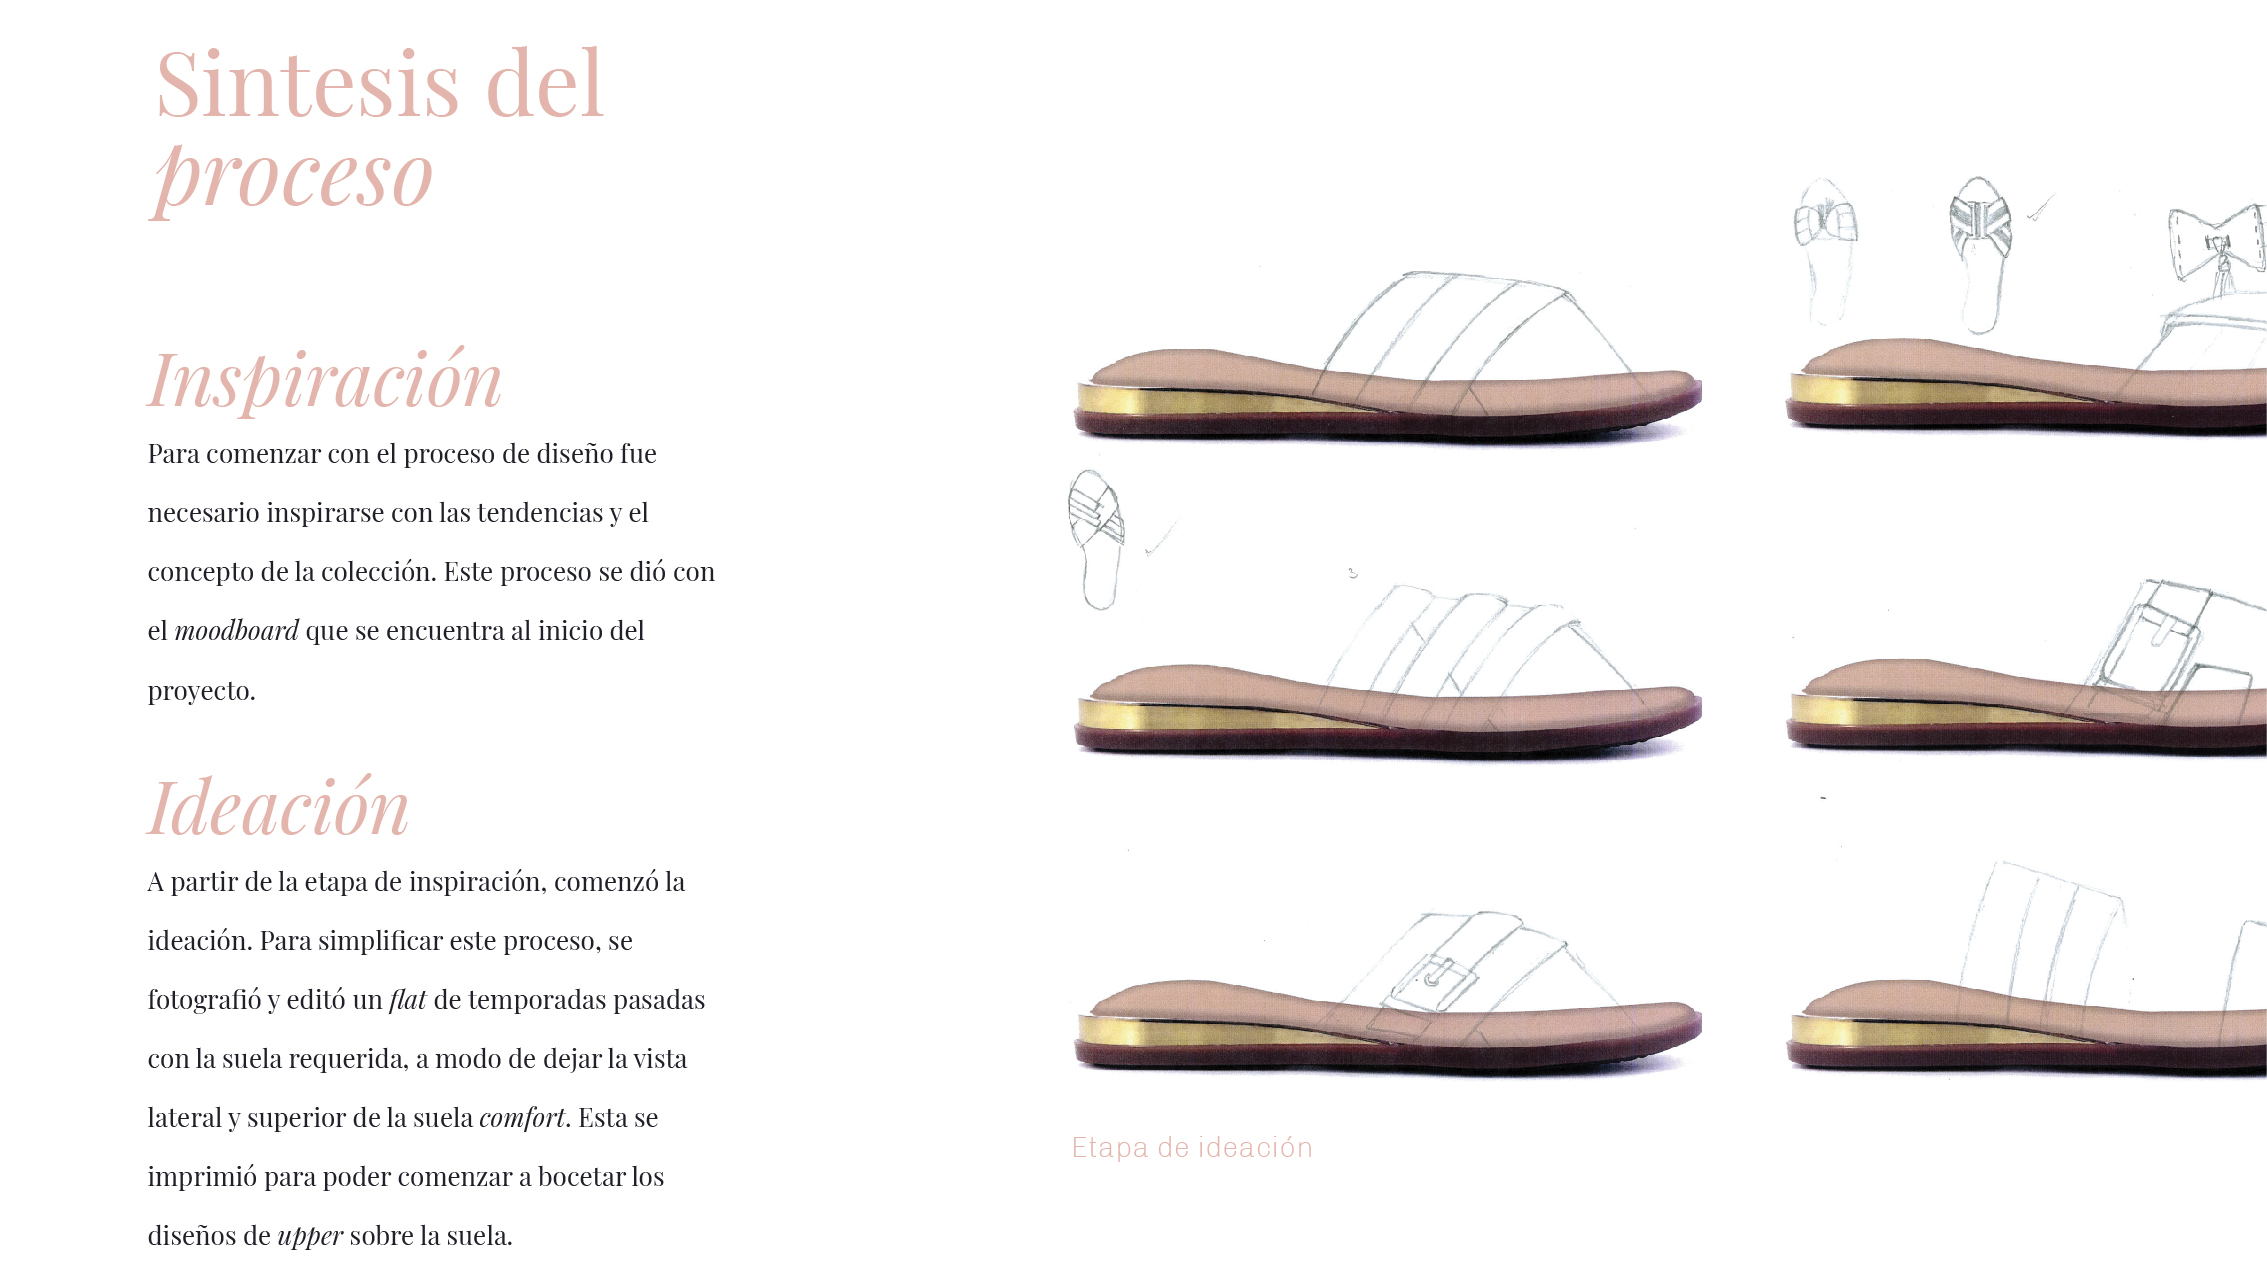 Sintesis del
proceso
Inspiración
Para comenzar con el proceso de diseño fue
necesario inspirarse con las tendencias y el
concepto de la colección. Este proceso se dió con
el moodboard que se encuentra al inicio del
proyecto.
Ideación
A partir de la etapa de inspiración, comenzó la
ideación. Para simplificar este proceso, se
fotografió y editó un flat de temporadas pasadas
con la suela requerida, a modo de dejar la vista
lateral y superior de la suela comfort. Esta se
imprimió para poder comenzar a bocetar los
diseños de upper sobre la suela.
3
Etapa de ideación